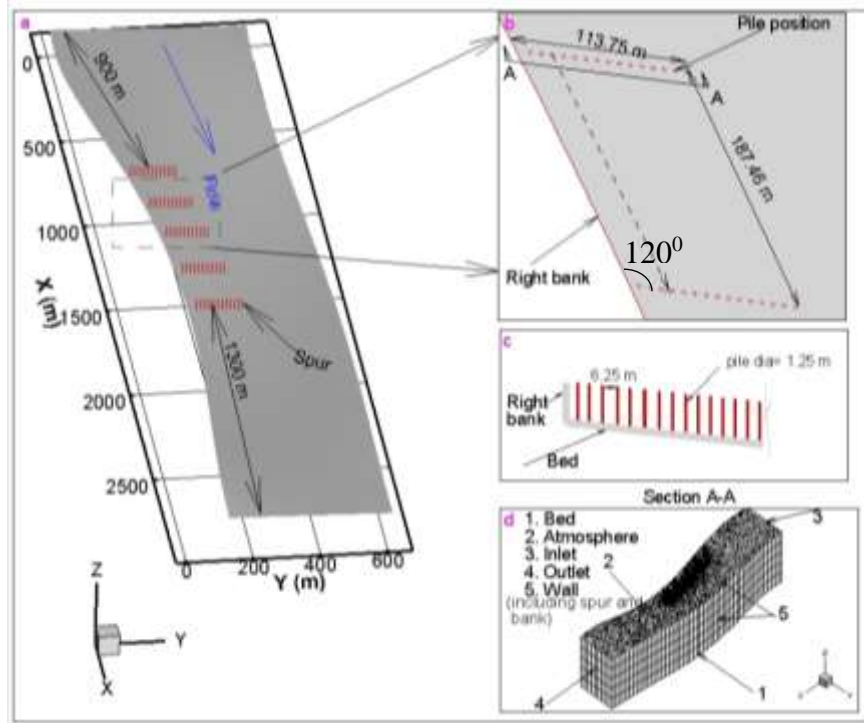 a
0
500
1000
1500
2000
2500
X (m)
0
200
400
600
Y (m)
900 m
Flow
Spur
1300 m
Z
Y
X
b
Pile position
113.75 m
A
A
187.46 m
120⁰
Right bank
c
pile dia= 1.25 m
6.25 m
Right
bank
Bed
Section A-A
d
1. Bed
2. Atmosphere
3. Inlet
4. Outlet
5. Wall
(including spur and
bank)
3
2
5
4
1